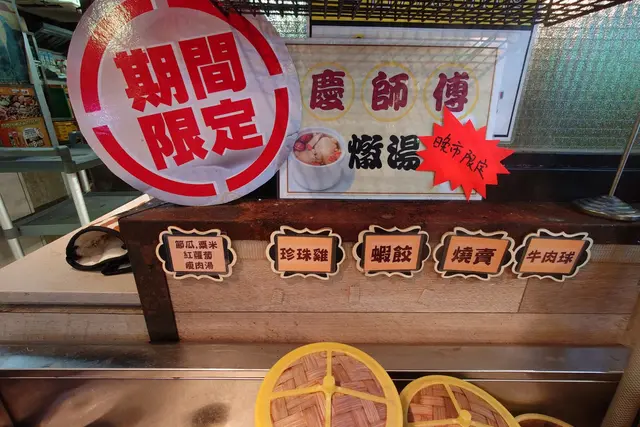 期間
限定
慶師傅
燉湯
晚市限定
節瓜,粟米
紅蘿蔔
瘦肉湯
珍珠雞
蝦餃
燒賣
牛肉球